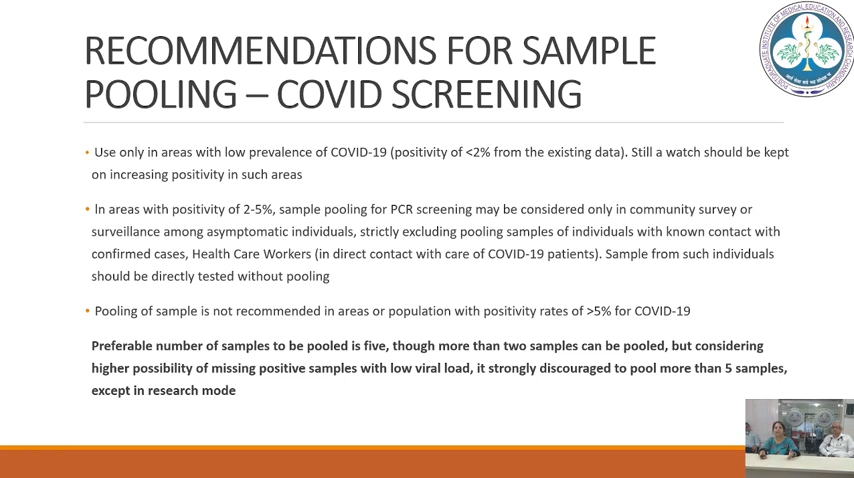 RECOMMENDATIONS FOR SAMPLE
POOLING – COVID SCREENING
POSTGRADUATE INSTITUTE OF MEDICAL EDUCATION AND RESEARCH, CHANDIGARH
• Use only in areas with low prevalence of COVID-19 (positivity of <2% from the existing data). Still a watch should be kept
on increasing positivity in such areas
• In areas with positivity of 2-5%, sample pooling for PCR screening may be considered only in community survey or
surveillance among asymptomatic individuals, strictly excluding pooling samples of individuals with known contact with
confirmed cases, Health Care Workers (in direct contact with care of COVID-19 patients). Sample from such individuals
should be directly tested without pooling
• Pooling of sample is not recommended in areas or population with positivity rates of >5% for COVID-19
Preferable number of samples to be pooled is five, though more than two samples can be pooled, but considering
higher possibility of missing positive samples with low viral load, it strongly discouraged to pool more than 5 samples,
except in research mode